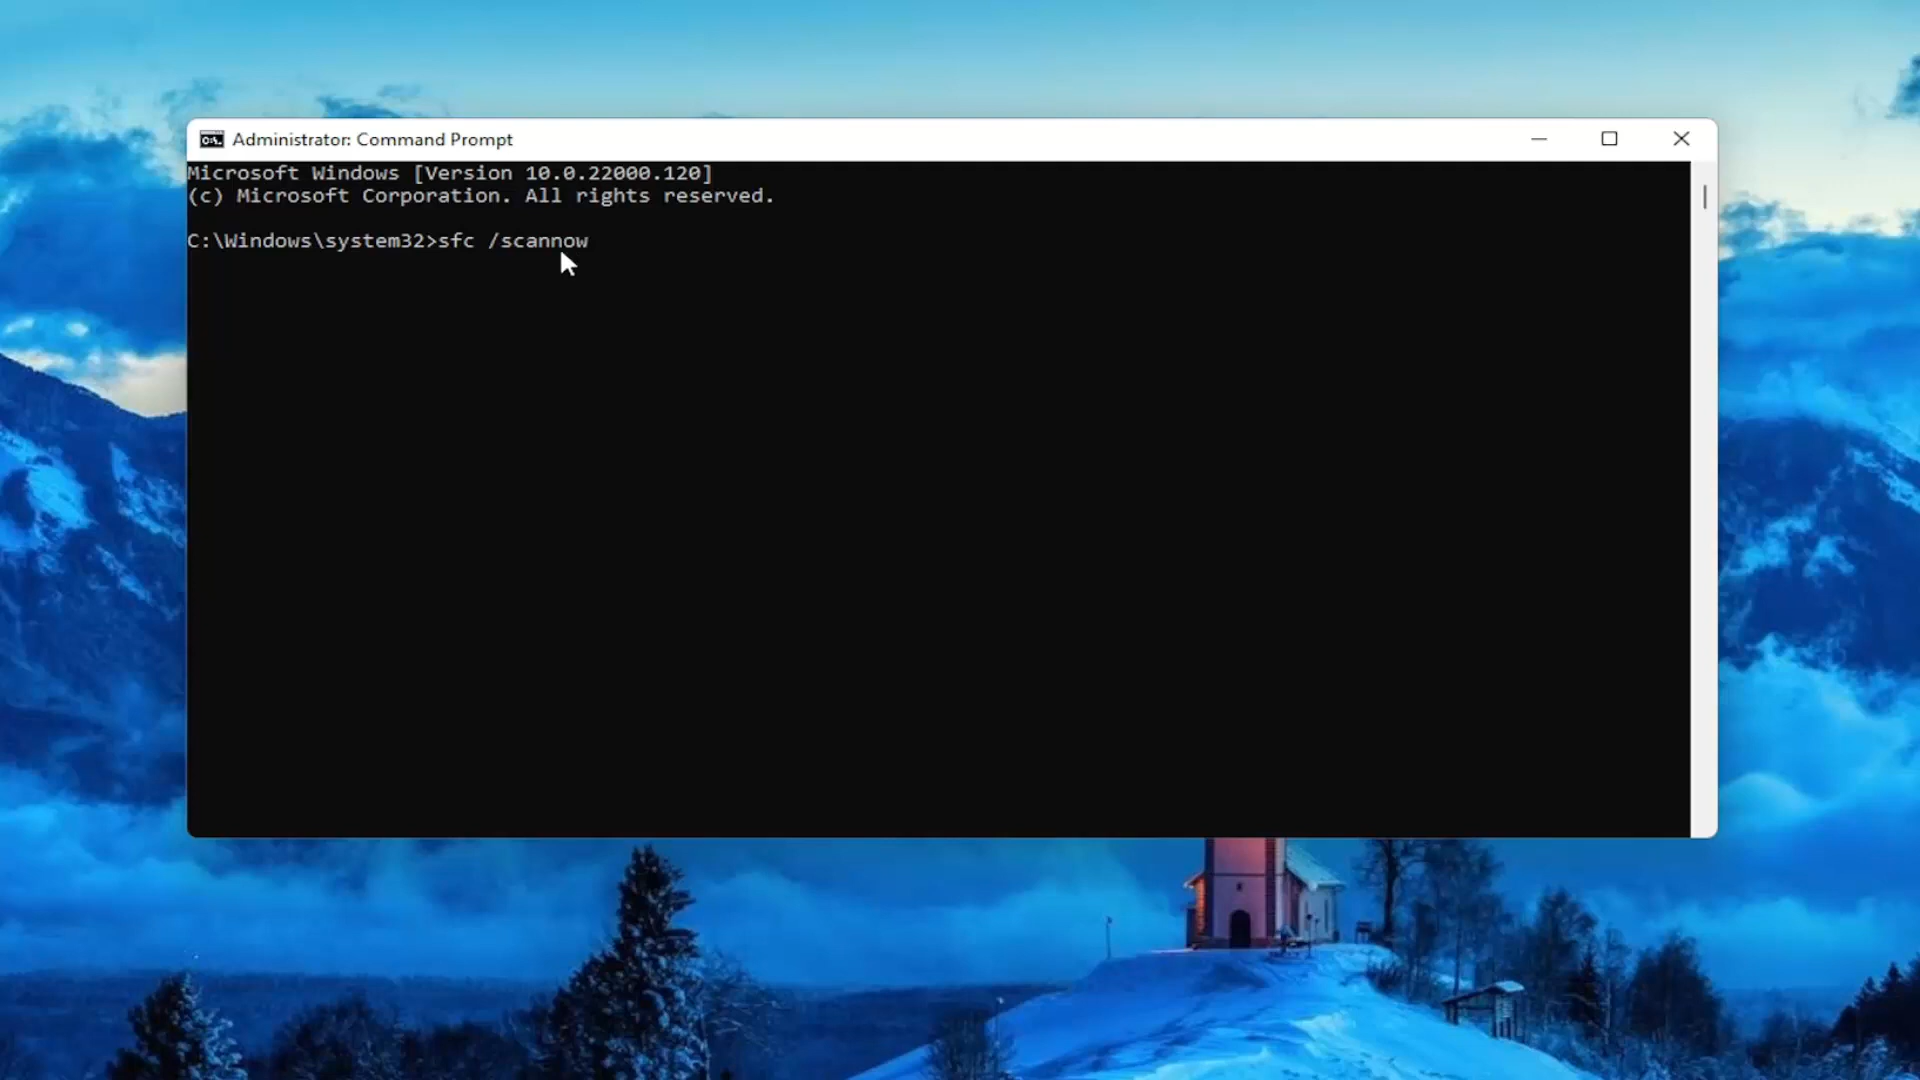 Administrator: Command Prompt
Microsoft Windows [Version 10.0.22000.120]
(c) Microsoft Corporation. All rights reserved.
C:\Windows\system32>sfc /scannow